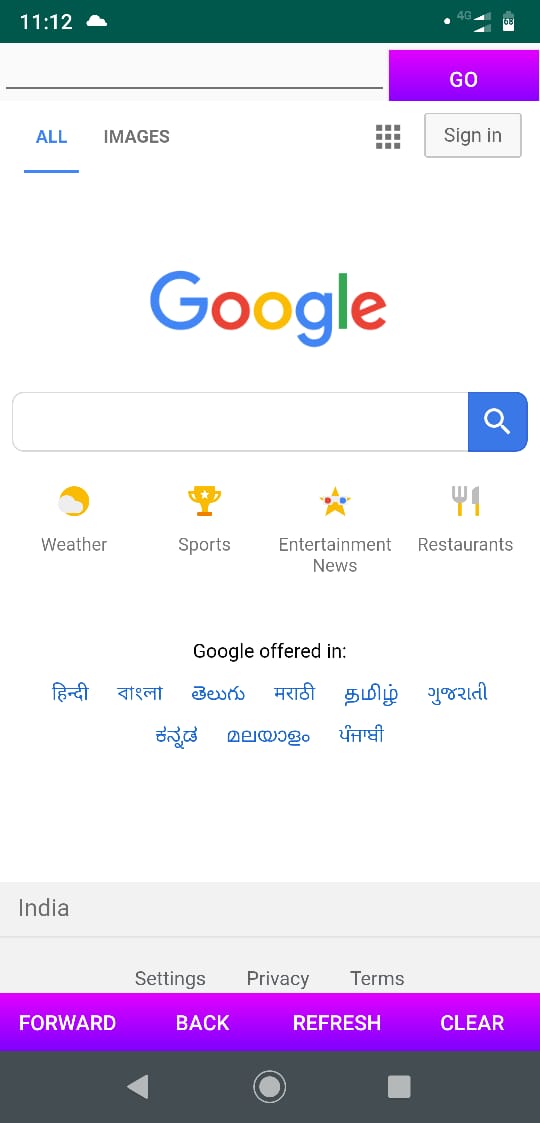 11:12
4G
68
GO
ALL IMAGES Sign in
Google
Weather Sports Entertainment News Restaurants
Google offered in:
हिन्दी বাংলা తెలుగు मराठी தமிழ் ગુજરાતી
ಕನ್ನಡ മലയാളം ਪੰਜਾਬੀ
India
Settings Privacy Terms
FORWARD BACK REFRESH CLEAR